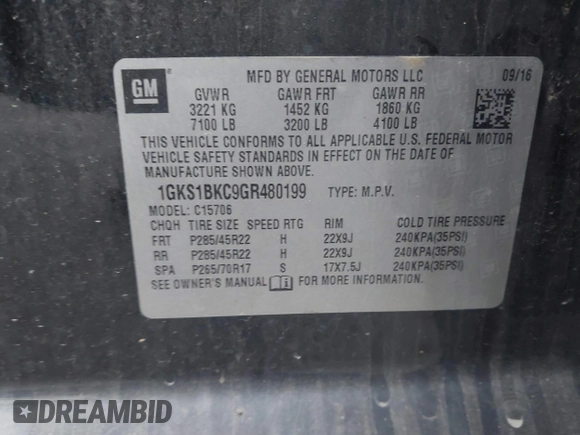 GM
®
MFD BY GENERAL MOTORS LLC 09/16
GVWR GAWR FRT GAWR RR
3221 KG 1452 KG 1860 KG
7100 LB 3200 LB 4100 LB
THIS VEHICLE CONFORMS TO ALL APPLICABLE U.S. FEDERAL MOTOR
VEHICLE SAFETY STANDARDS IN EFFECT ON THE DATE OF
MANUFACTURE SHOWN ABOVE.
1GKS1BKC9GR480199 TYPE: M.P.V.
MODEL: C15706
CHQH TIRE SIZE SPEED RTG RIM COLD TIRE PRESSURE
FRT P285/45R22 H 22X9J 240KPA(35PSI)
RR P285/45R22 H 22X9J 240KPA(35PSI)
SPA P265/70R17 S 17X7.5J 240KPA(35PSI)
SEE OWNER'S MANUAL FOR MORE INFORMATION.
DREAMBID